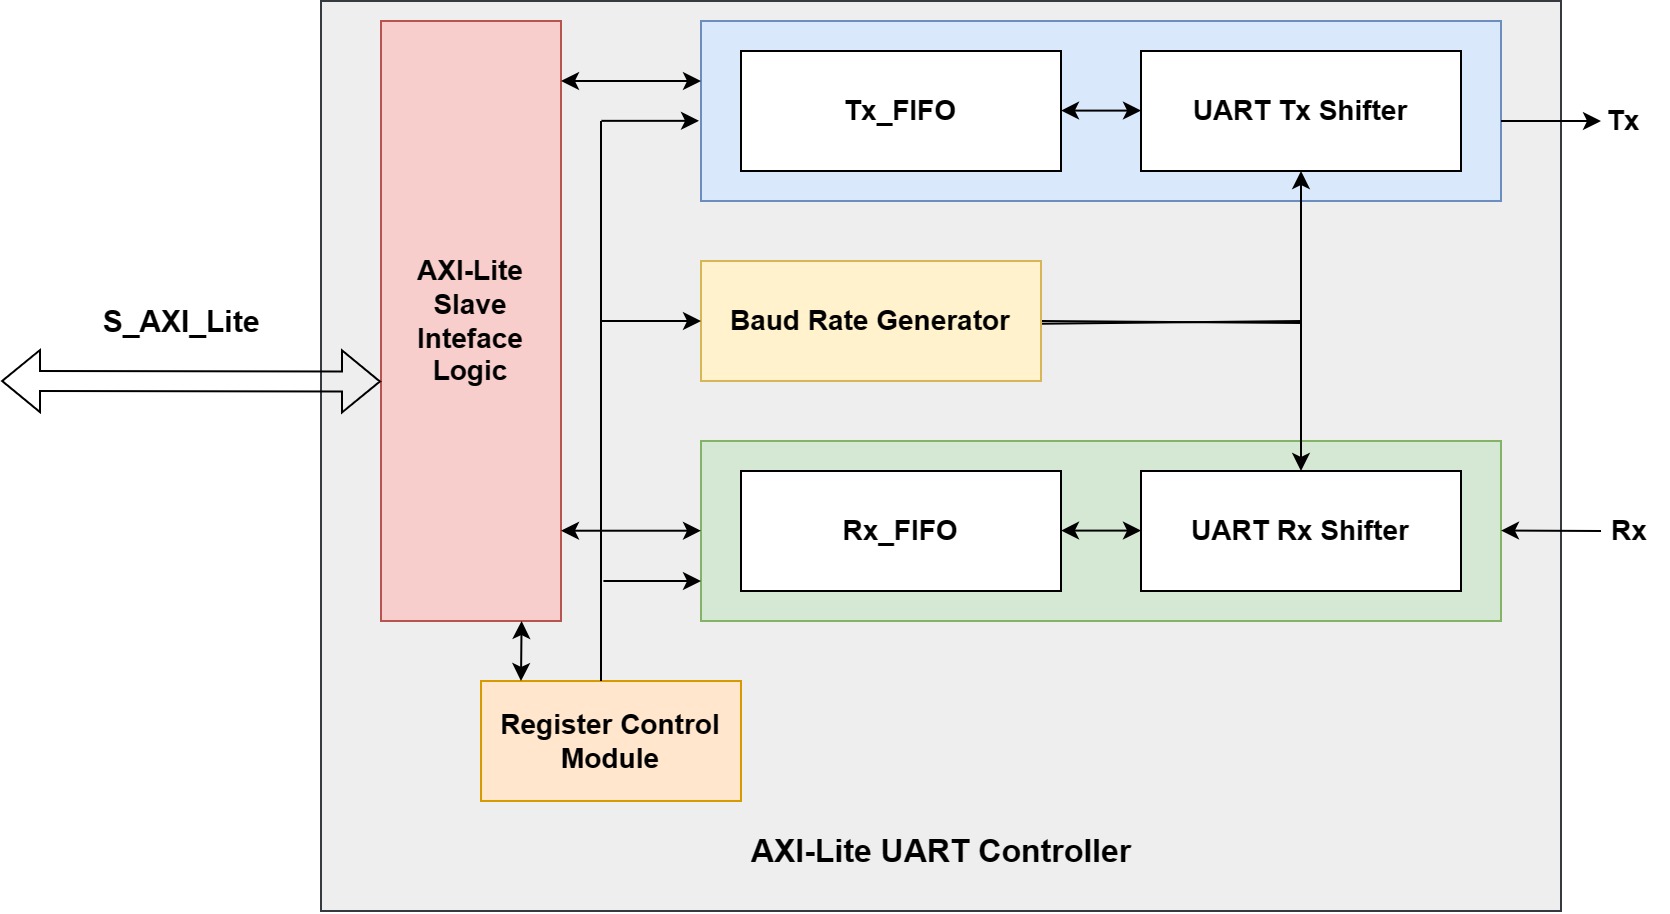 Tx_FIFO
UART Tx Shifter
Tx
AXI-Lite
Slave
Inteface
Logic
S_AXI_Lite
Baud Rate Generator
Rx_FIFO
UART Rx Shifter
Rx
Register Control
Module
AXI-Lite UART Controller